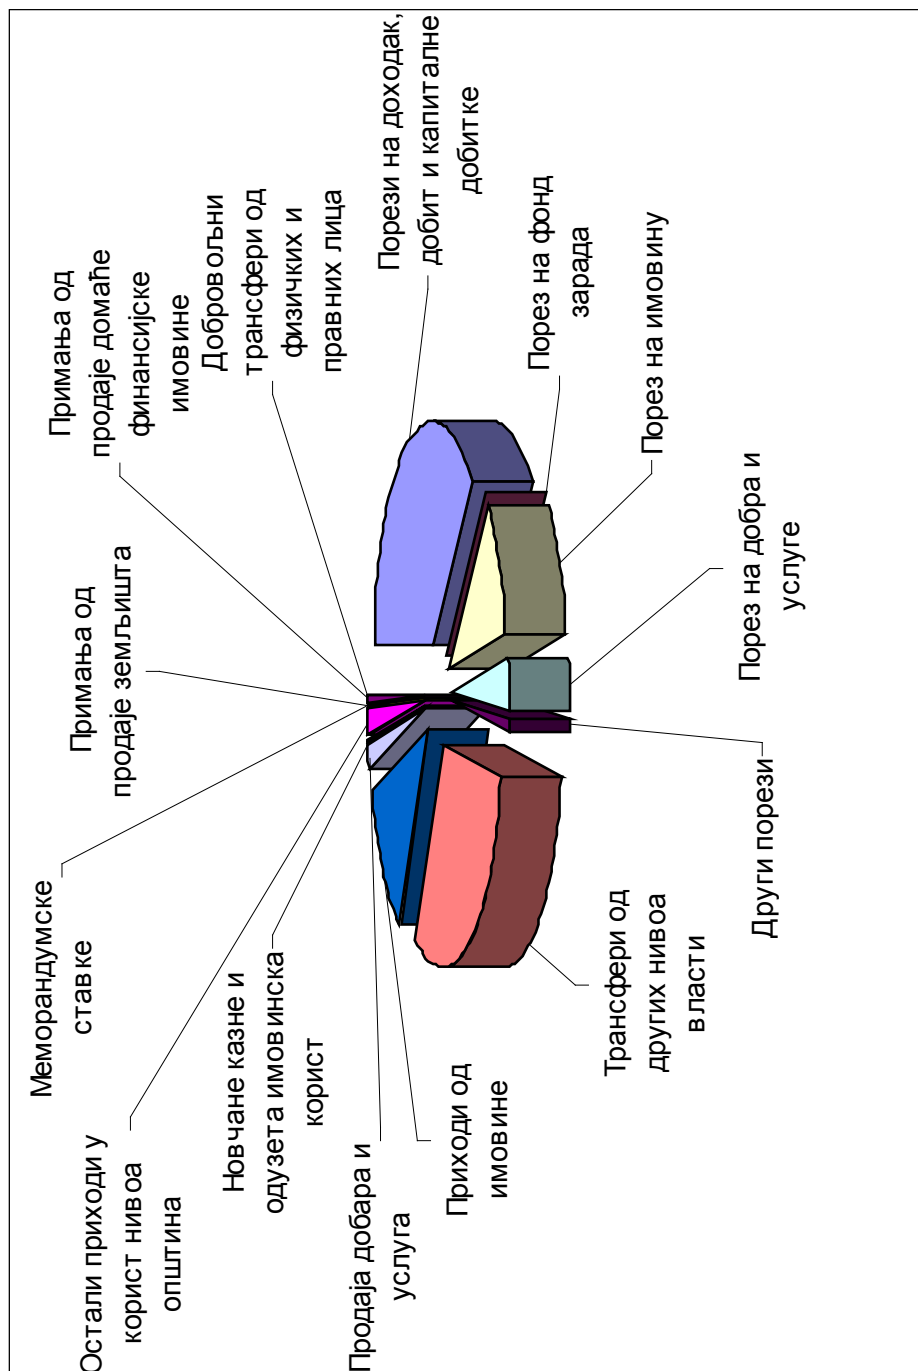 Порези на доходак,
добит и капиталне
добитке
Порез на фонд
зарада
Порез на имовину
Порез на добра и
услуге
Други порези
Трансфери од
других нивоа
власти
Приходи од
имовине
Продаја добара и
услуга
Новчане казне и
одузета имовинска
корист
Остали приходи у
корист нивоа
општина
Меморандумске
ставке
Примања од
продаје земљишта
Примања од
продаје домаће
финансијске
имовине
Добровољни
трансфери од
физичких и
правних лица